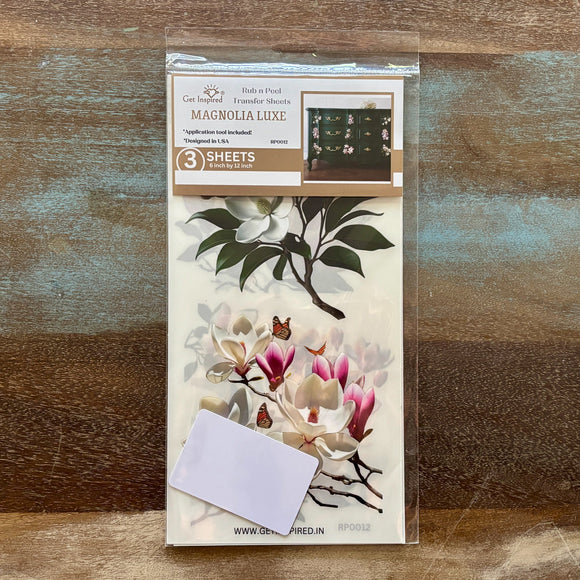 Get Inspired®
Rub n Peel
Transfer Sheets
MAGNOLIA LUXE
*Application tool included!
*Designed in USA
RP0012
3 SHEETS
6 inch by 12 inch
WWW.GETINSPIRED.IN
RP0012